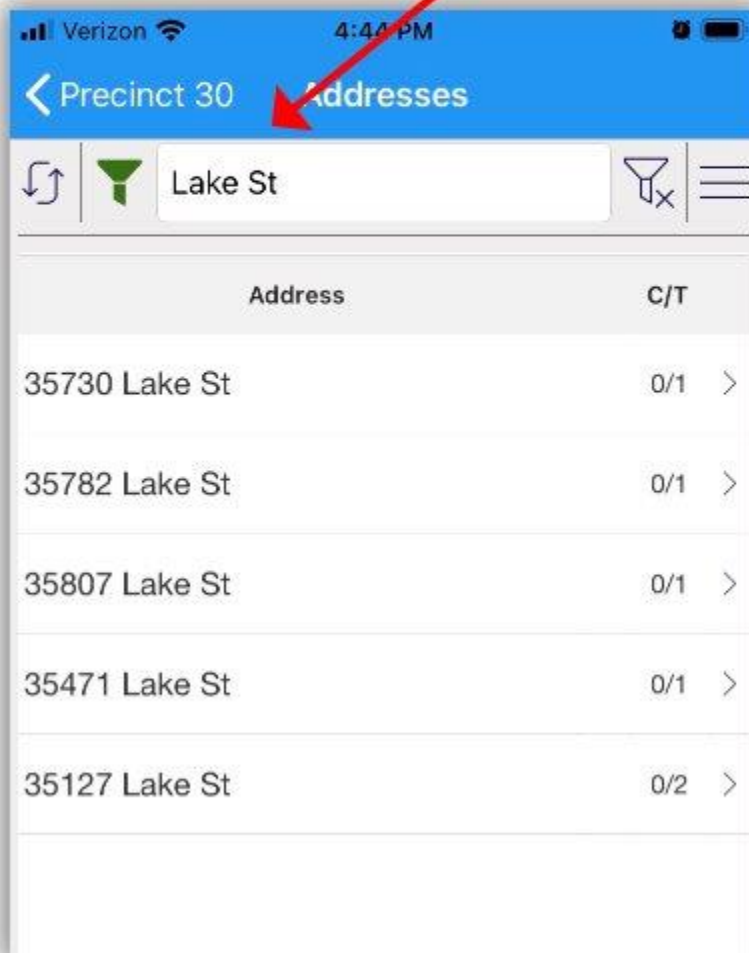 Verizon 4:44 PM
Precinct 30 Addresses
Lake St
Address C/T
35730 Lake St 0/1
35782 Lake St 0/1
35807 Lake St 0/1
35471 Lake St 0/1
35127 Lake St 0/2